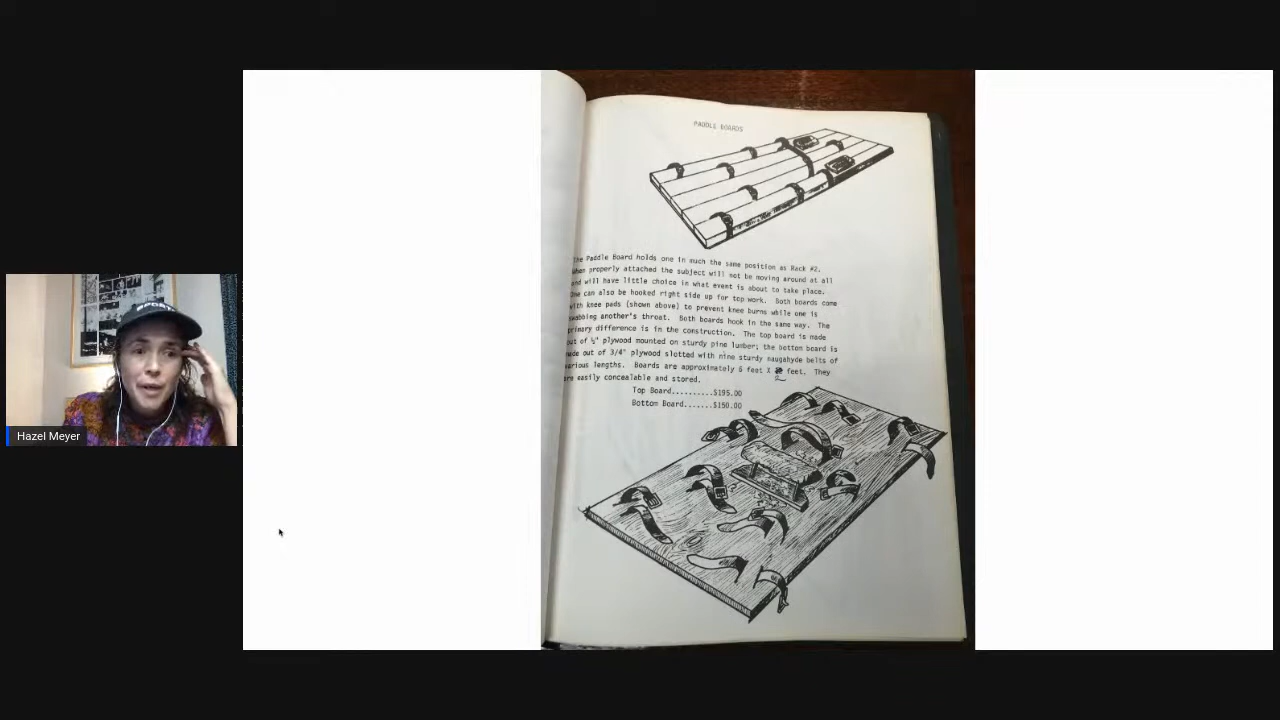 PADDLE BOARDS
The Paddle Board holds one in much the same position as Rack #2.
When properly attached the subject will not be moving around at all
and will have little choice in what event is about to take place.
One can also be hooked right side up for top work. Both boards come
with knee pads (shown above) to prevent knee burns while one is
swabbing another's throat. Both boards hook in the same way. The
primary difference is in the construction. The top board is made
out of ½" plywood mounted on sturdy pine lumber; the botton board is
made out of 3/4" plywood slotted with nine sturdy naugahyde belts of
various lengths. Boards are approximately 6 feet X feet. They
are easily concealable and stored.
Top Board..........$195.00
Bottom Board.......$150.00
Hazel Meyer